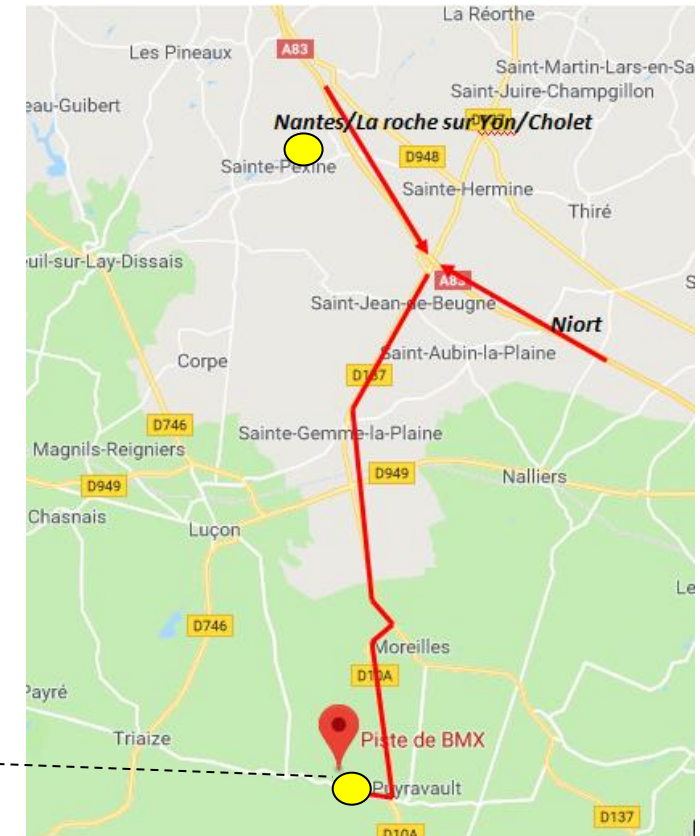 La Réorthe
Les Pineaux
A83
Saint-Martin-Lars-en-Sa
Saint-Juire-Champgillon
eau-Guibert
Nantes/La roche sur Yon/Cholet
D948
Sainte-Pexine
Sainte-Hermine
Thiré
uil-sur-Lay-Dissais
A83
S
Saint-Jean-de-Beugne
Niort
Saint-Aubin-la-Plaine
Corpe
D137
D746
Sainte-Gemme-la-Plaine
Magnils-Reigniers
D949
Nalliers
D949
Chasnais
Luçon
Le
D746
Moreilles
D10A
Payré
Triaize
Piste de BMX
Puyravault
D137
D10A